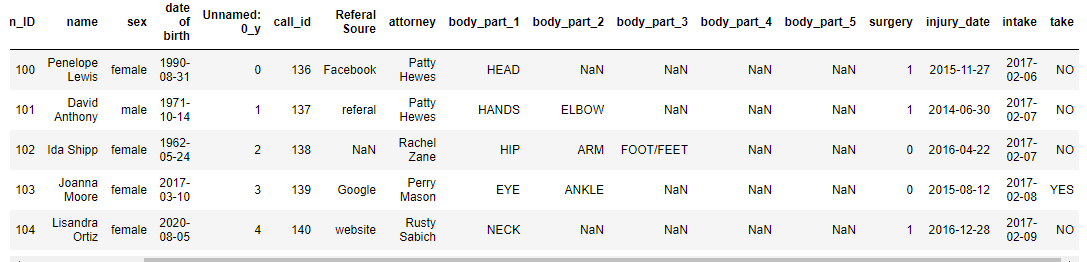 n_ID name sex date of birth Unnamed: 0_y call_id Referal Soure attorney body_part_1 body_part_2 body_part_3 body_part_4 body_part_5 surgery injury_date intake take
100 Penelope Lewis female 1990-08-31 0 136 Facebook Patty Hewes HEAD NaN NaN NaN NaN 1 2015-11-27 2017-02-06 NO
101 David Anthony male 1971-10-14 1 137 referal Patty Hewes HANDS ELBOW NaN NaN NaN 1 2014-06-30 2017-02-07 NO
102 Ida Shipp female 1962-05-24 2 138 NaN Rachel Zane HIP ARM FOOT/FEET NaN NaN 0 2016-04-22 2017-02-07 NO
103 Joanna Moore female 2017-03-10 3 139 Google Perry Mason EYE ANKLE NaN NaN NaN 0 2015-08-12 2017-02-08 YES
104 Lisandra Ortiz female 2020-08-05 4 140 website Rusty Sabich NECK NaN NaN NaN NaN 1 2016-12-28 2017-02-09 NO